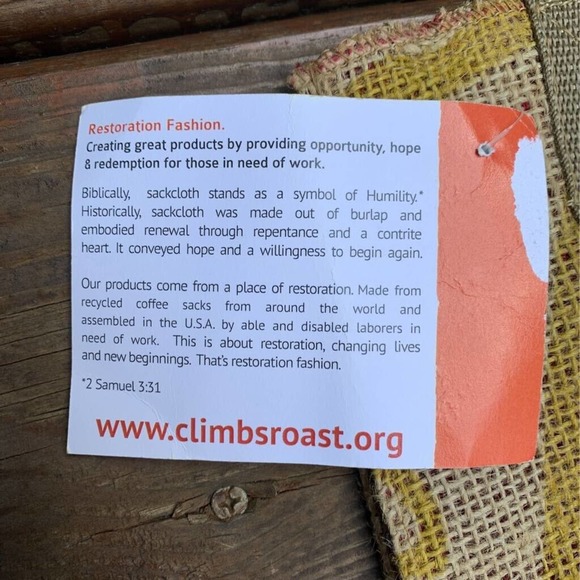 Restoration Fashion.
Creating great products by providing opportunity, hope
& redemption for those in need of work.
Biblically, sackcloth stands as a symbol of Humility.*
Historically, sackcloth was made out of burlap and
embodied renewal through repentance and a contrite
heart. It conveyed hope and a willingness to begin again.
Our products come from a place of restoration. Made from
recycled coffee sacks from around the world and
assembled in the U.S.A. by able and disabled laborers in
need of work. This is about restoration, changing lives
and new beginnings. That's restoration fashion.
*2 Samuel 3:31
www.climbsroast.org